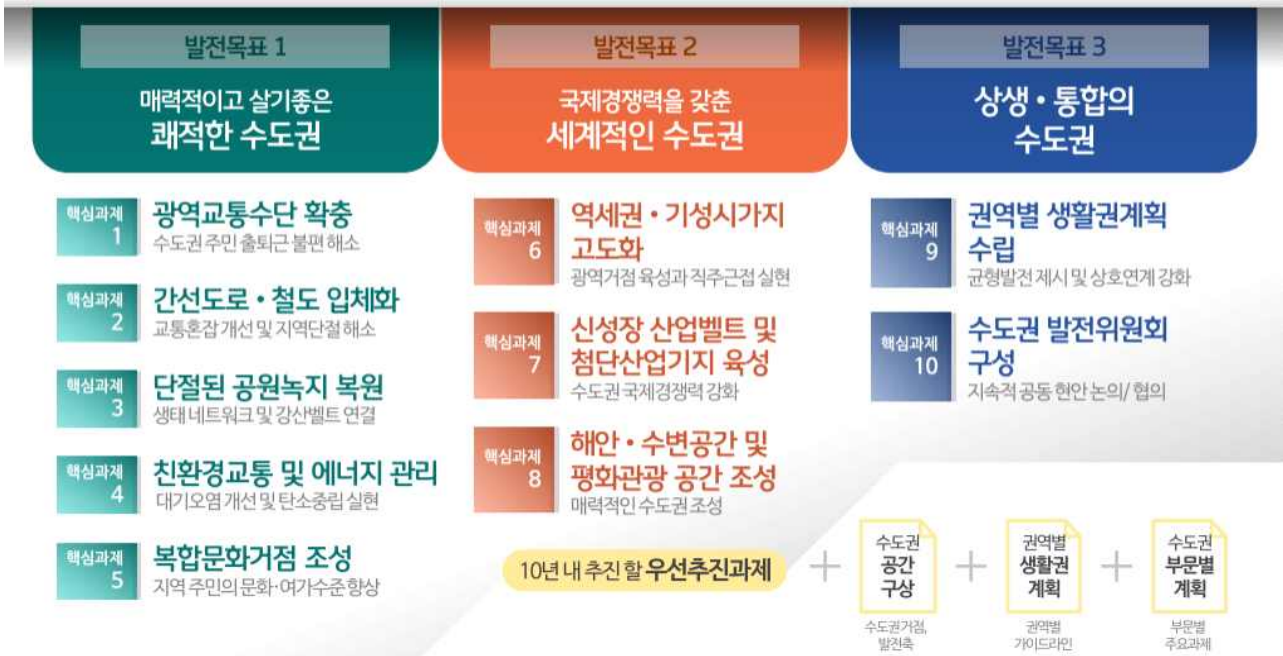 발전목표 1
매력적이고 살기좋은
쾌적한 수도권
핵심과제
1
광역교통수단 확충
수도권 주민 출퇴근 불편 해소
핵심과제
2
간선도로・철도 입체화
교통혼잡 개선 및 지역단절 해소
핵심과제
3
단절된 공원녹지 복원
생태 네트워크 및 강산벨트 연결
핵심과제
4
친환경교통 및 에너지 관리
대기오염 개선 및 탄소중립 실현
핵심과제
5
복합문화거점 조성
지역 주민의 문화·여가수준 향상
발전목표 2
국제경쟁력을 갖춘
세계적인 수도권
핵심과제
6
역세권・기성시가지
고도화
광역거점 육성과 직주근접 실현
핵심과제
7
신성장 산업벨트 및
첨단산업기지 육성
수도권 국제경쟁력 강화
핵심과제
8
해안・수변공간 및
평화관광 공간 조성
매력적인 수도권 조성
발전목표 3
상생・통합의
수도권
핵심과제
9
권역별 생활권계획
수립
균형발전 제시 및 상호연계 강화
핵심과제
10
수도권 발전위원회
구성
지속적 공동 현안 논의/ 협의
10년 내 추진 할 우선추진과제
+
수도권
공간
구상
수도권거점,
발전축
+
권역별
생활권
계획
권역별
가이드라인
+
수도권
부문별
계획
부문별
주요과제